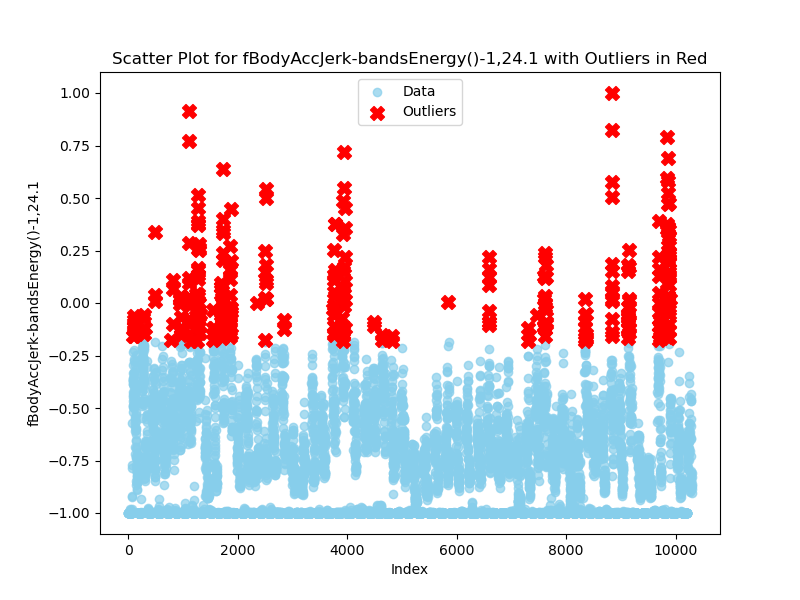 Scatter Plot for fBodyAccJerk-bandsEnergy()-1,24.1 with Outliers in Red
Data
Outliers
fBodyAccJerk-bandsEnergy()-1,24.1
1.00
0.75
0.50
0.25
0.00
−0.25
−0.50
−0.75
−1.00
0 2000 4000 6000 8000 10000
Index